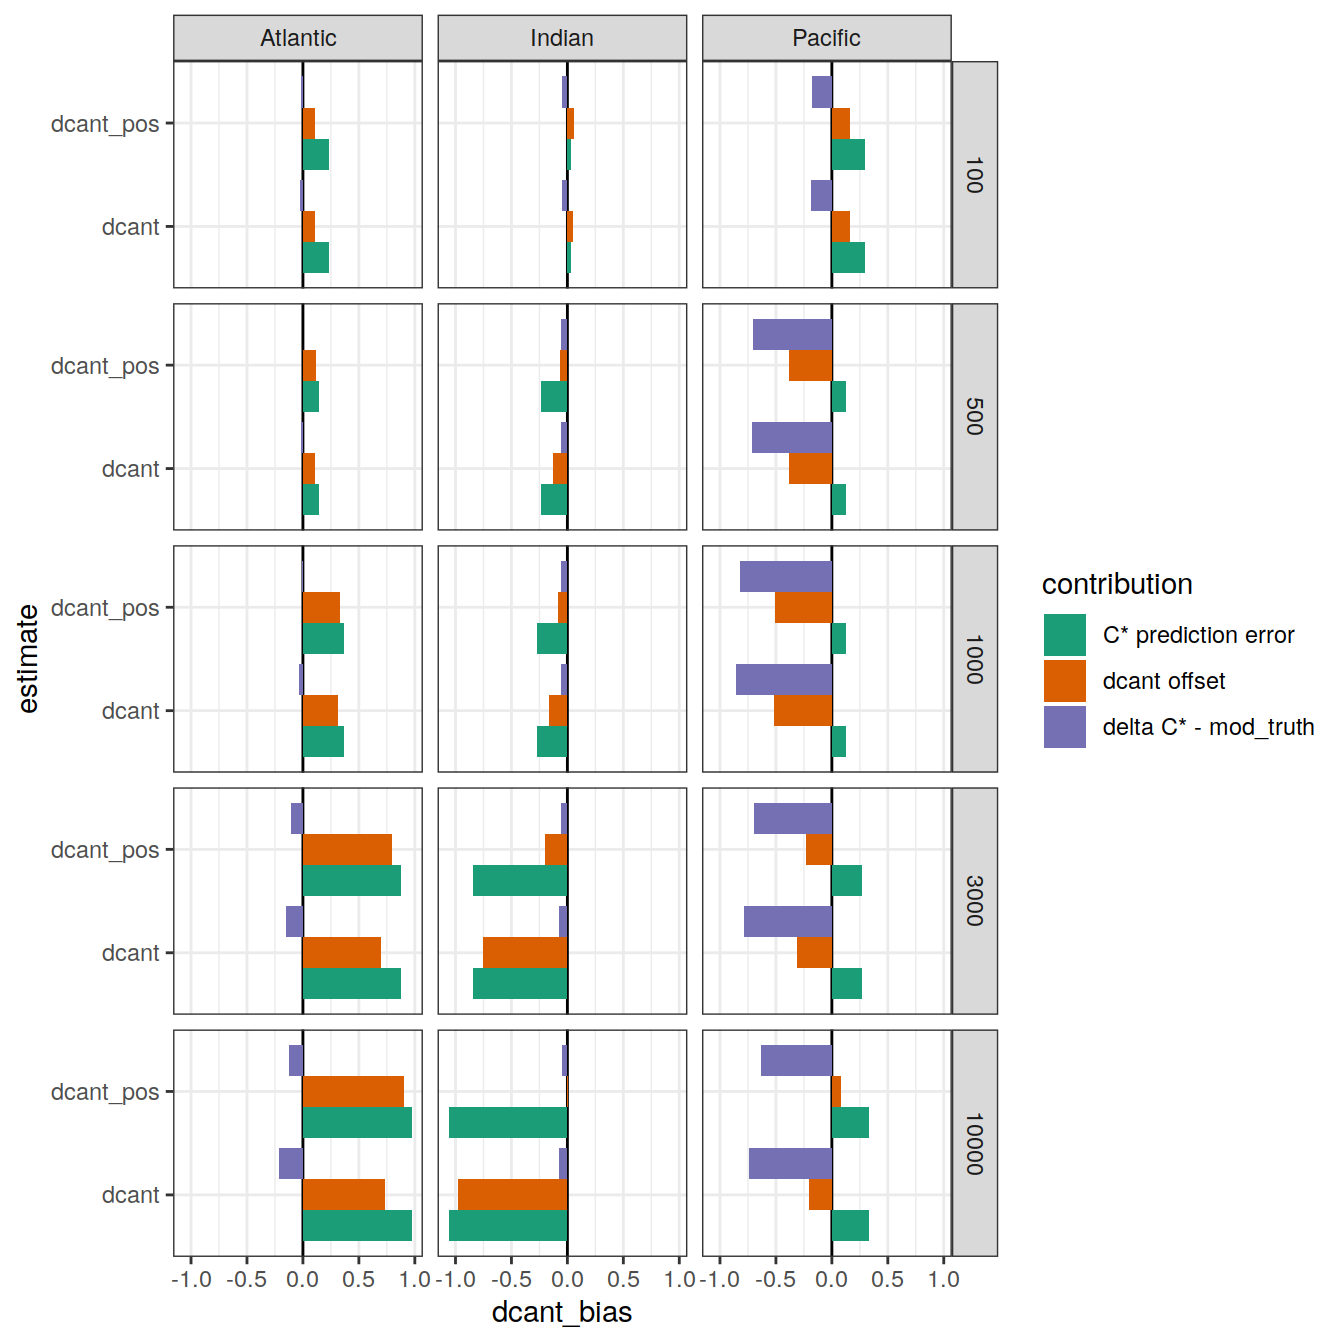 Atlantic Indian Pacific
dcant_pos
dcant
100
dcant_pos
dcant
500
dcant_pos
dcant
1000
dcant_pos
dcant
3000
dcant_pos
dcant
10000
estimate
-1.0 -0.5 0.0 0.5 1.0 -1.0 -0.5 0.0 0.5 1.0 -1.0 -0.5 0.0 0.5 1.0
dcant_bias
contribution
C* prediction error
dcant offset
delta C* - mod_truth